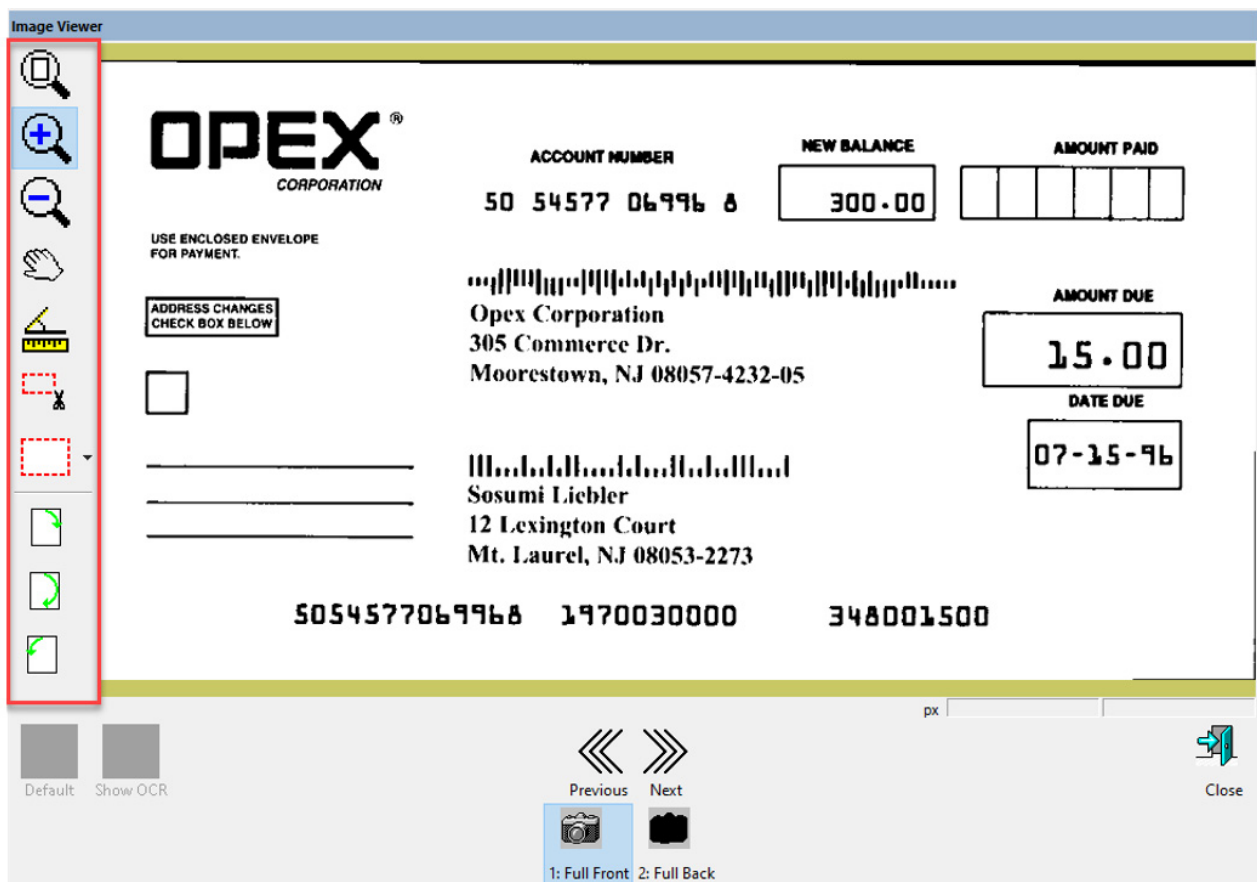 Image Viewer
OPEX®
CORPORATION
ACCOUNT NUMBER
50 54577 06996 8
NEW BALANCE
300.00
AMOUNT PAID
USE ENCLOSED ENVELOPE
FOR PAYMENT.
ADDRESS CHANGES
CHECK BOX BELOW
Opex Corporation
305 Commerce Dr.
Moorestown, NJ 08057-4232-05
AMOUNT DUE
15.00
DATE DUE
07-15-96
Sosumi Liebler
12 Lexington Court
Mt. Laurel, NJ 08053-2273
5054577069968 1970030000 348001500
px
Default
Show OCR
Previous
Next
Close
1: Full Front
2: Full Back